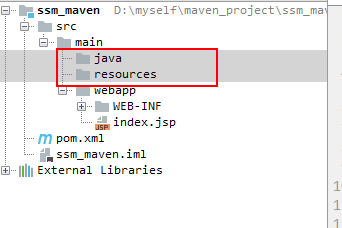 ssm_maven D:\myself\maven_project\ssm_mav
src
main
java
resources
webapp
WEB-INF
index.jsp
pom.xml
ssm_maven.iml
External Libraries